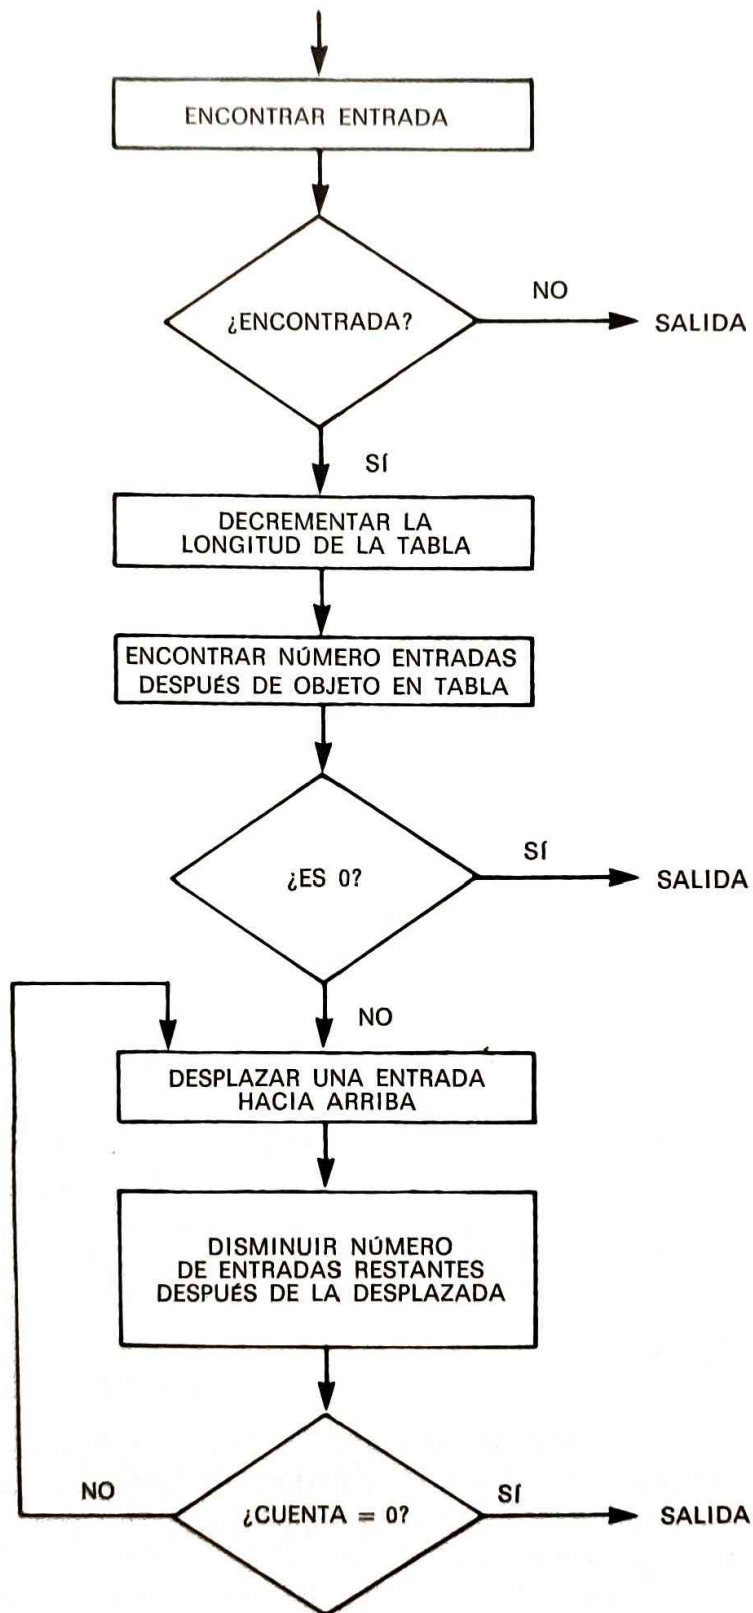 ENCONTRAR ENTRADA
¿ENCONTRADA?
NO
SALIDA
SÍ
DECREMENTAR LA
LONGITUD DE LA TABLA
ENCONTRAR NÚMERO ENTRADAS
DESPUÉS DE OBJETO EN TABLA
¿ES 0?
SÍ
SALIDA
NO
DESPLAZAR UNA ENTRADA
HACIA ARRIBA
DISMINUIR NÚMERO
DE ENTRADAS RESTANTES
DESPUÉS DE LA DESPLAZADA
NO
¿CUENTA = 0?
SÍ
SALIDA